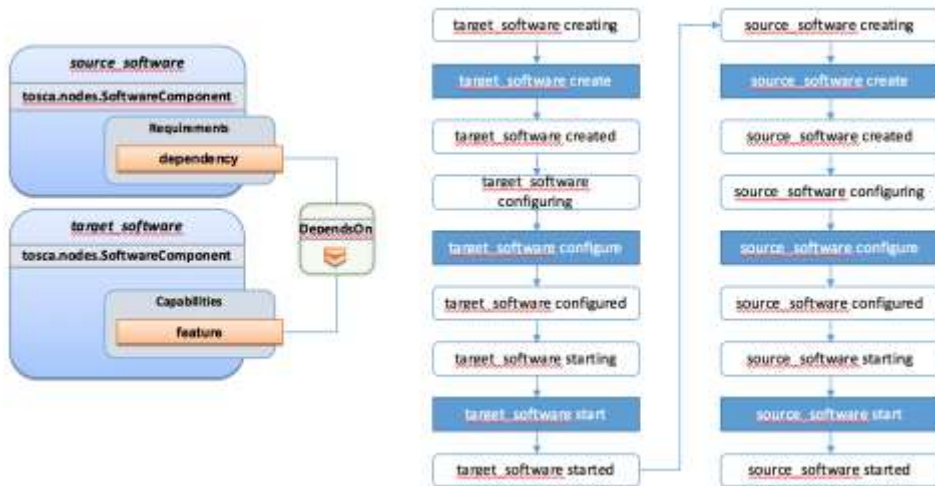 source_software
tosca.nodes.SoftwareComponent
Requirements
dependency
target_software
tosca.nodes.SoftwareComponent
Capabilities
feature
DependsOn
target_software creating
target_software create
target_software created
target_software
configuring
target_software configure
target_software configured
target_software starting
target_software start
target_software started
source_software creating
source_software create
source_software created
source_software configuring
source_software configure
source_software configured
source_software starting
source_software start
source_software started